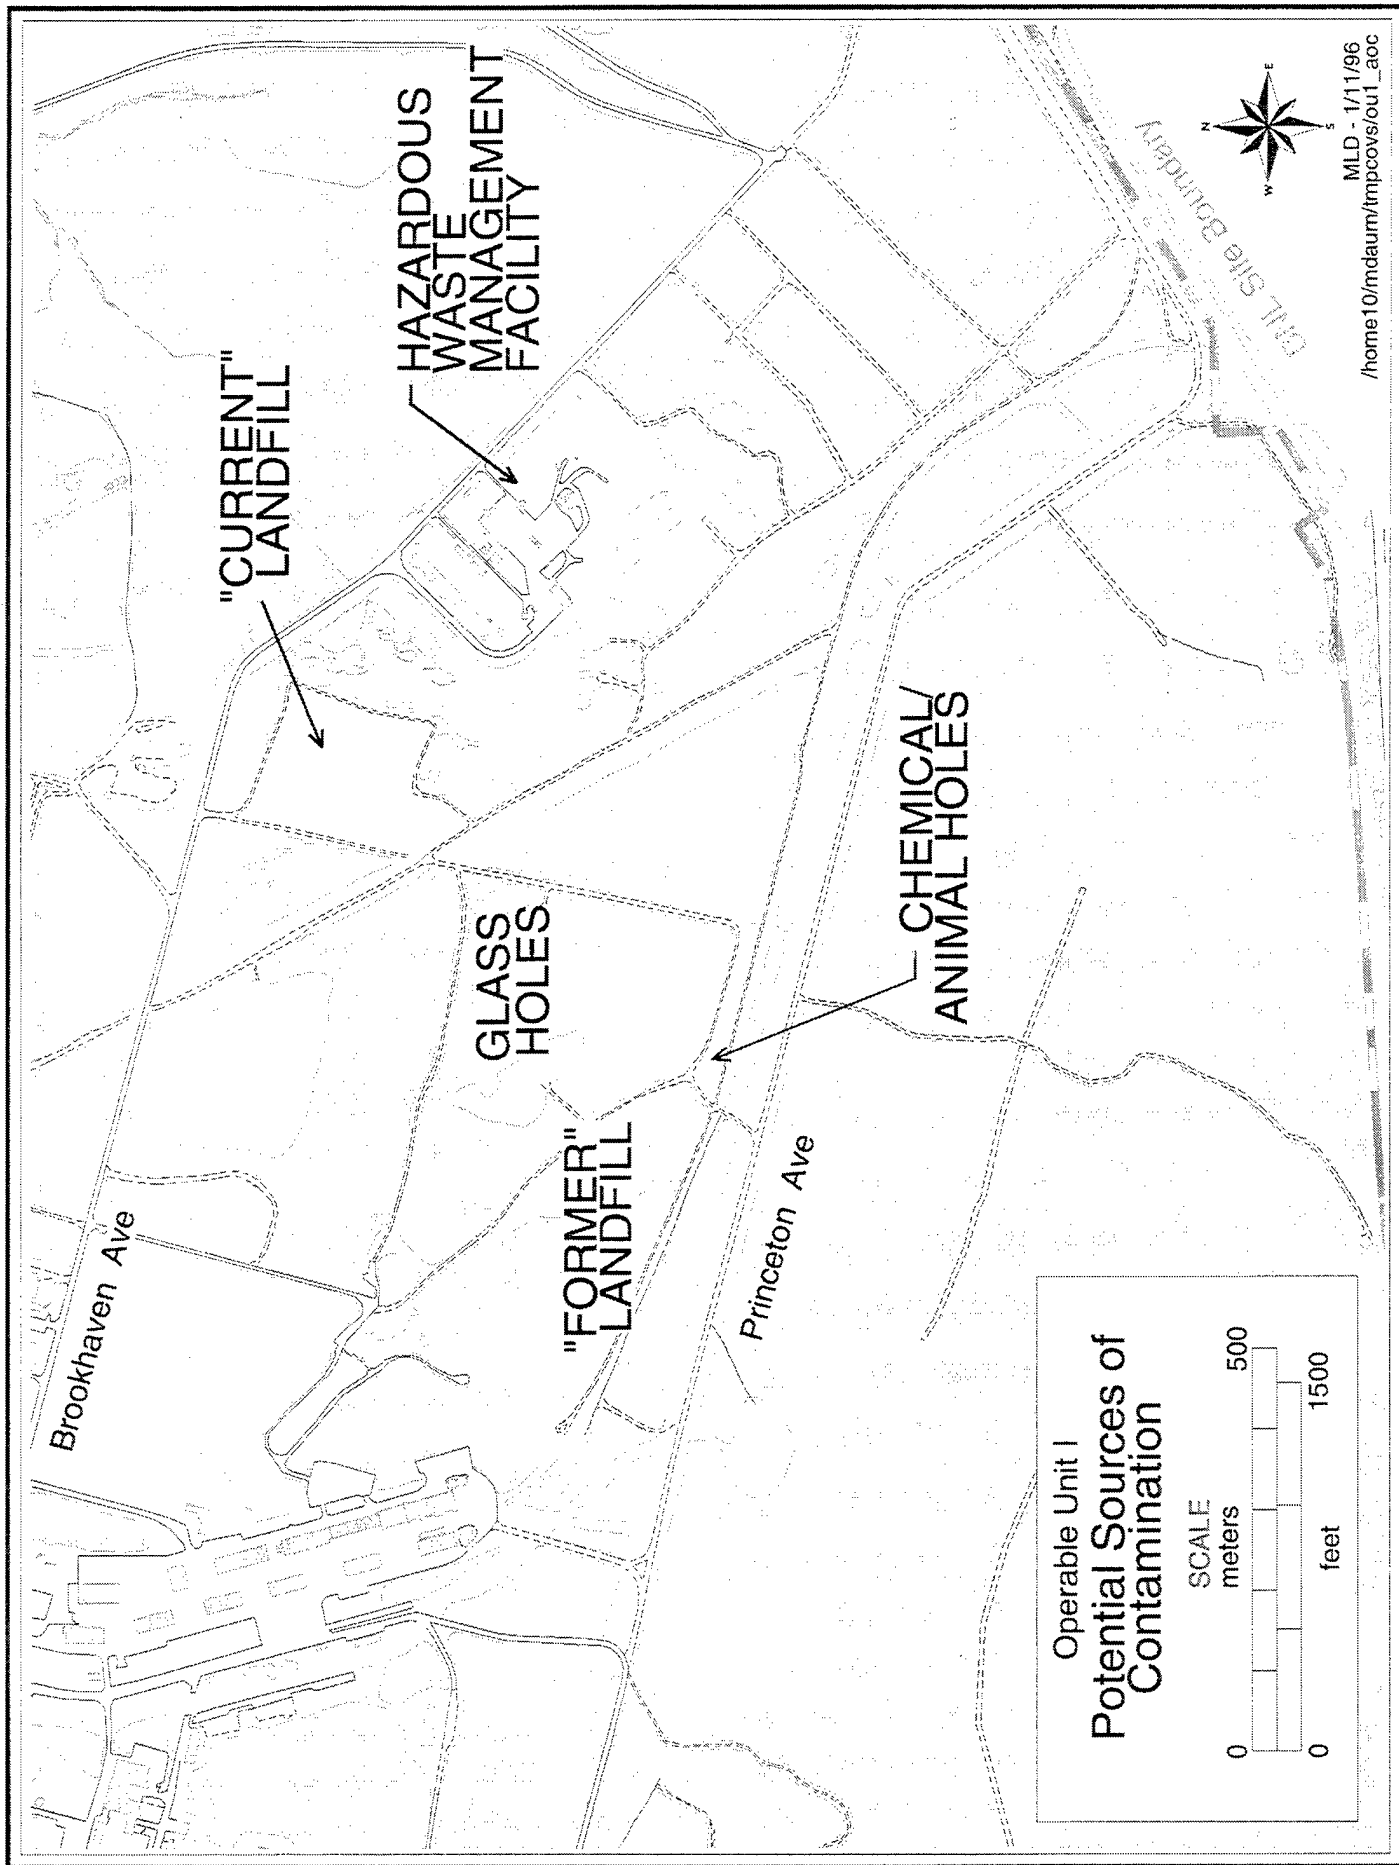 "CURRENT"
LANDFILL
HAZARDOUS
WASTE
MANAGEMENT
FACILITY
Brookhaven Ave
GLASS
HOLES
"FORMER"
LANDFILL
Princeton Ave
CHEMICAL/
ANIMAL HOLES
BNL Site Boundary
Operable Unit I
Potential Sources of
Contamination
SCALE
meters
0 500
0 1500
feet
N
W E
S
MLD - 1/11/96
/home10/mdaum/tmpcovs/ou1_aoc